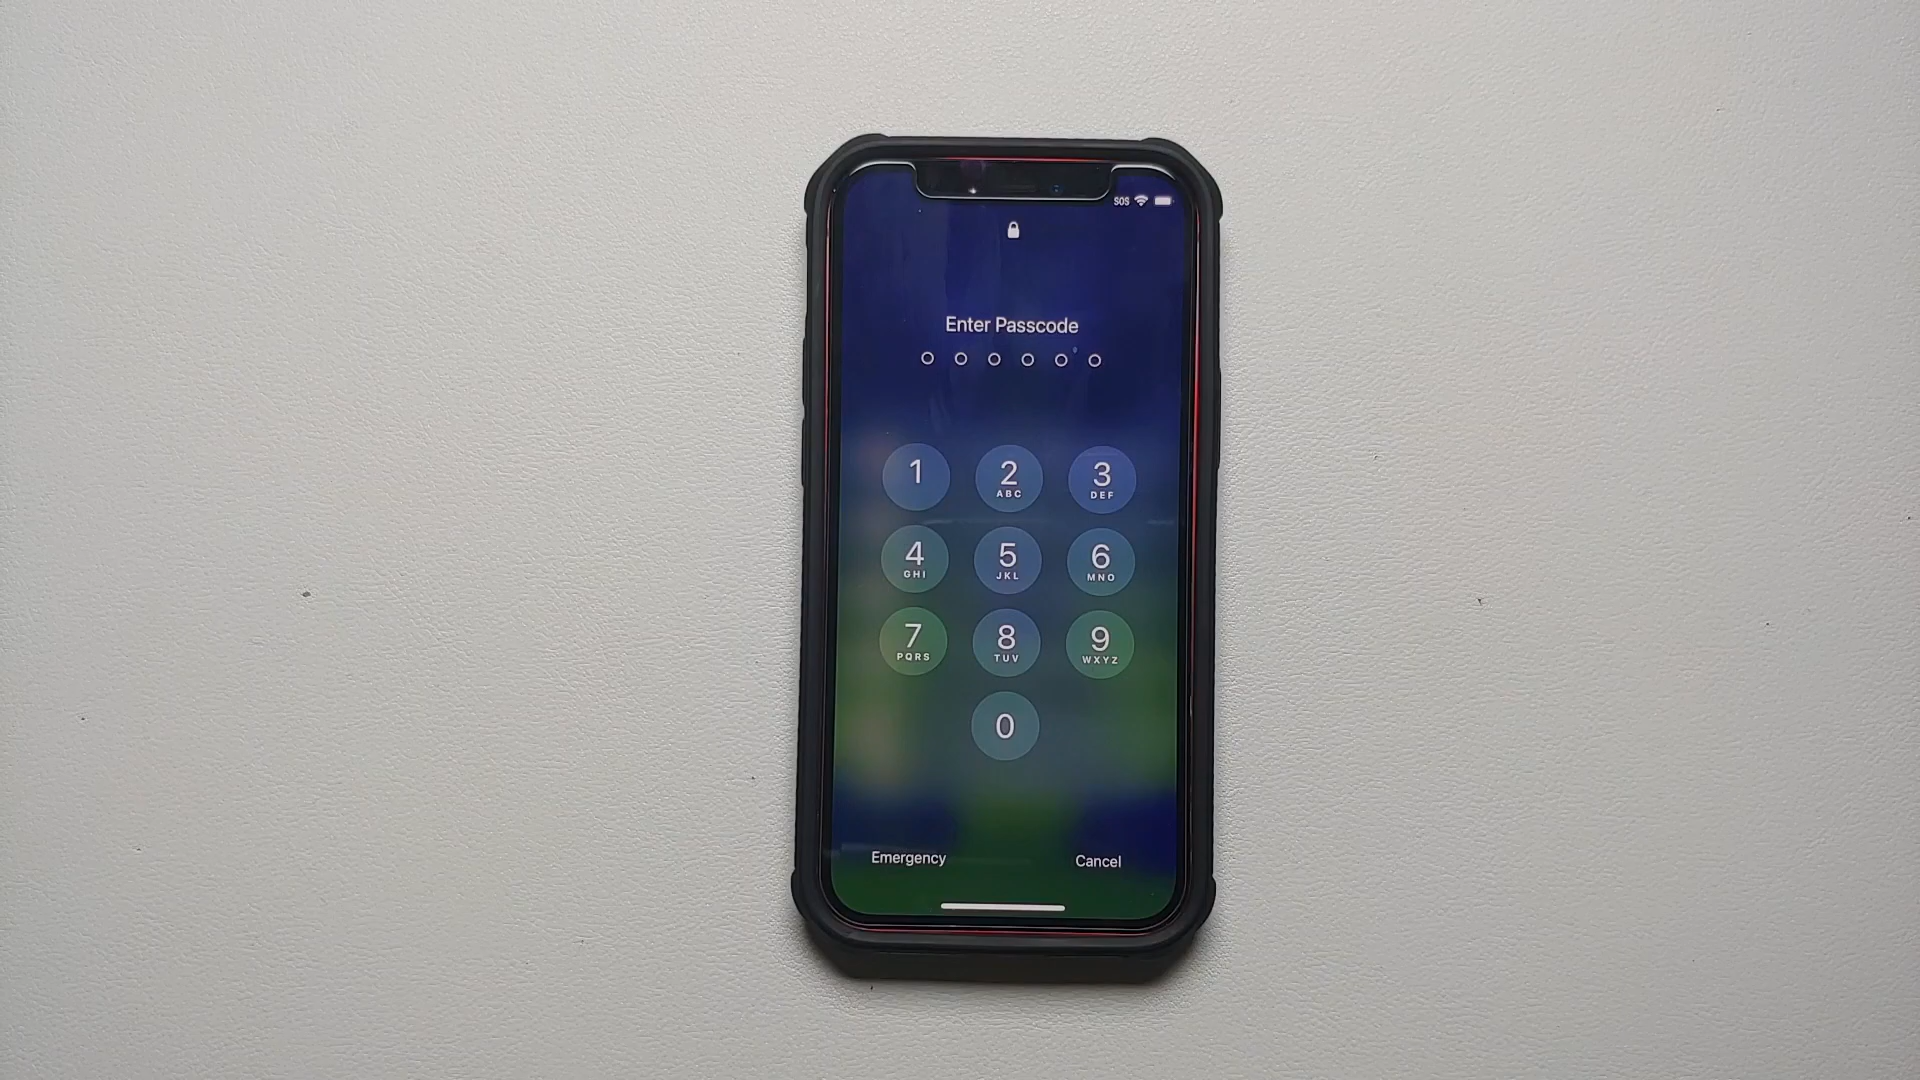 SOS
Enter Passcode
1 2 3
ABC DEF
4 5 6
GHI JKL MNO
7 8 9
PQRS TUV WXYZ
0
Emergency Cancel